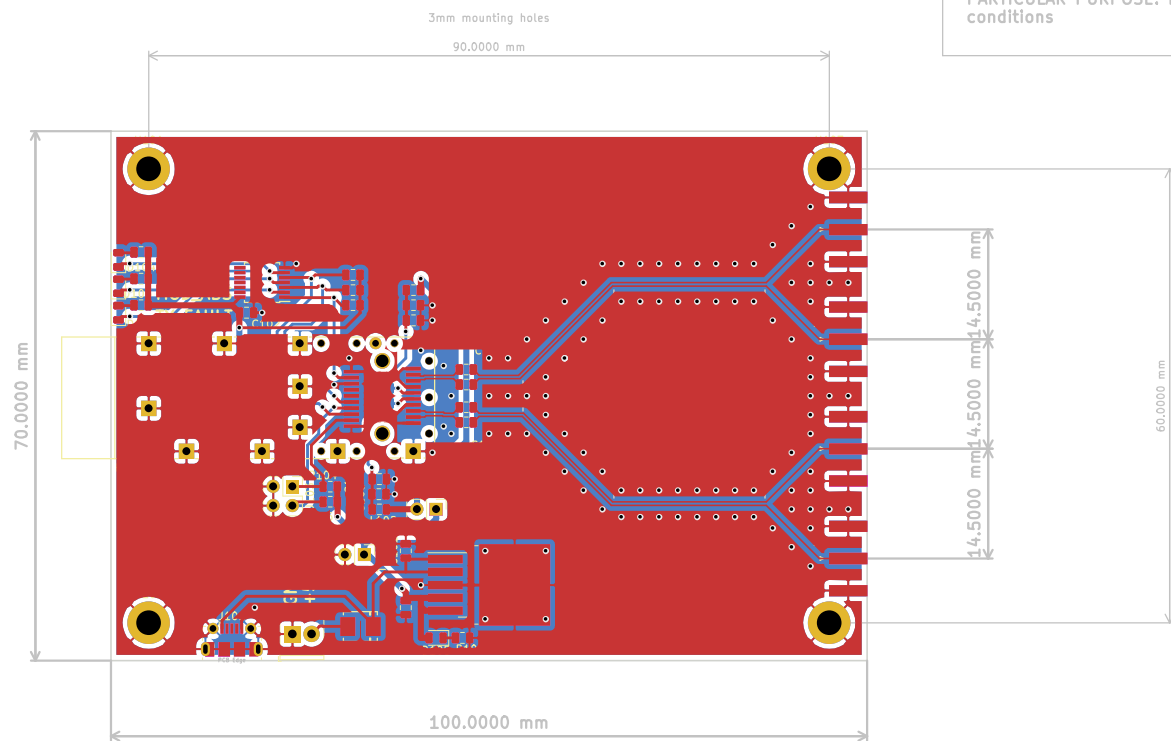 PARTICULAR PURPOSE.
conditions
3mm mounting holes
90.0000 mm
70.0000 mm
14.5000 mm
14.5000 mm
14.5000 mm
60.0000 mm
PCB Edge
100.0000 mm